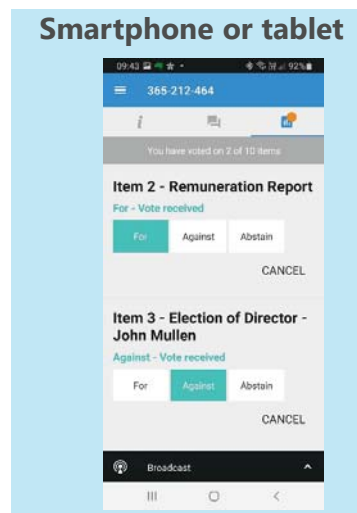 Smartphone or tablet
09:43 92%
365-212-464
i
You have voted on 2 of 10 items
Item 2 - Remuneration Report
For - Vote received
For Against Abstain
CANCEL
Item 3 - Election of Director -
John Mullen
Against - Vote received
For Against Abstain
CANCEL
Broadcast